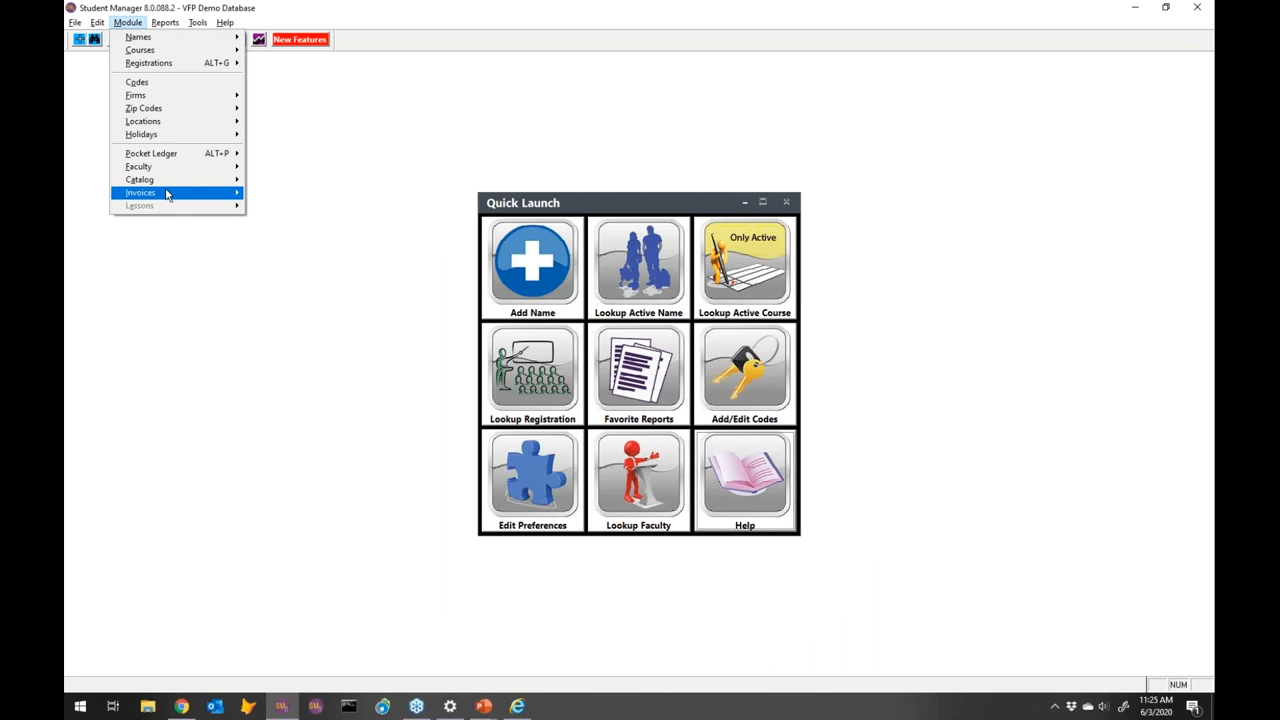 Student Manager 8.0.088.2 - VFP Demo Database
File Edit Module Reports Tools Help
New Features
Names
Courses
Registrations ALT+G
Codes
Firms
Zip Codes
Locations
Holidays
Pocket Ledger ALT+P
Faculty
Catalog
Invoices
Lessons
Quick Launch
Only Active
Add Name Lookup Active Name Lookup Active Course
Lookup Registration Favorite Reports Add/Edit Codes
Edit Preferences Lookup Faculty Help
NUM
11:25 AM
6/3/2020